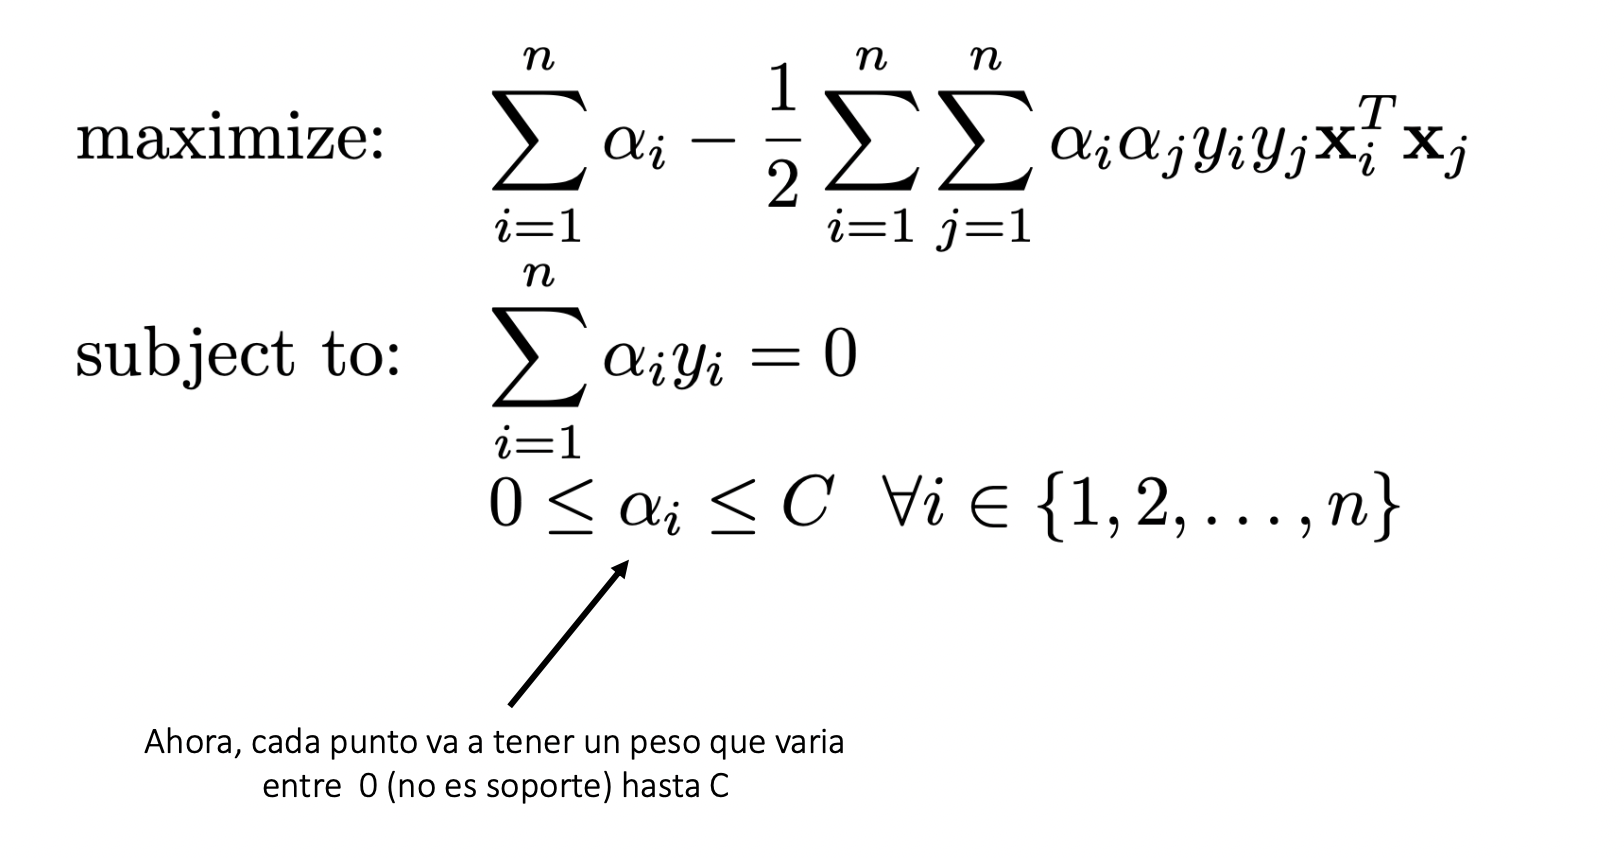 maximize: $\sum_{i=1}^{n} \alpha_i - \frac{1}{2} \sum_{i=1}^{n} \sum_{j=1}^{n} \alpha_i \alpha_j y_i y_j \mathbf{x}_i^T \mathbf{x}_j$
subject to: $\sum_{i=1}^{n} \alpha_i y_i = 0$
$0 \leq \alpha_i \leq C \ \ \forall i \in \{1, 2, \ldots, n\}$
Ahora, cada punto va a tener un peso que varia
entre 0 (no es soporte) hasta C